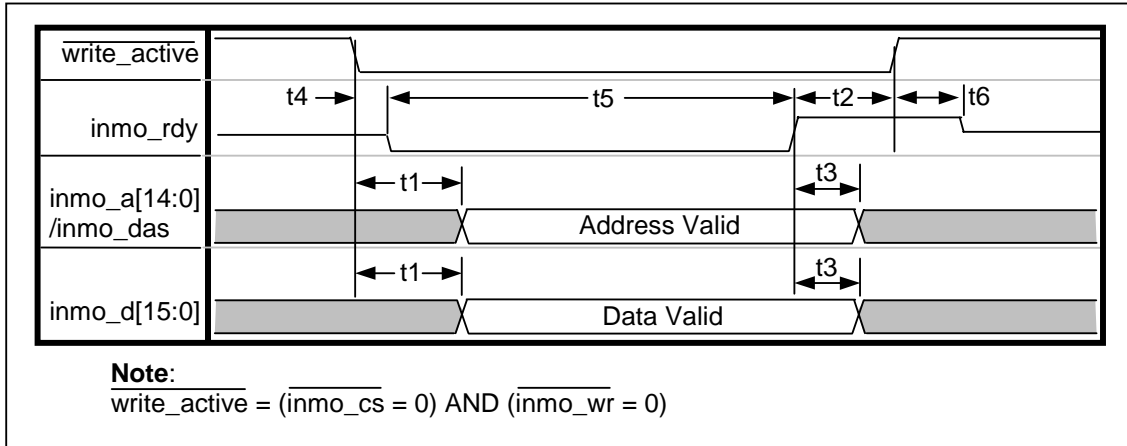 write_active
t4
t5
t2
t6
inmo_rdy
t1
t3
inmo_a[14:0]
/inmo_das
Address Valid
t1
t3
inmo_d[15:0]
Data Valid
Note:
write_active = (inmo_cs = 0) AND (inmo_wr = 0)